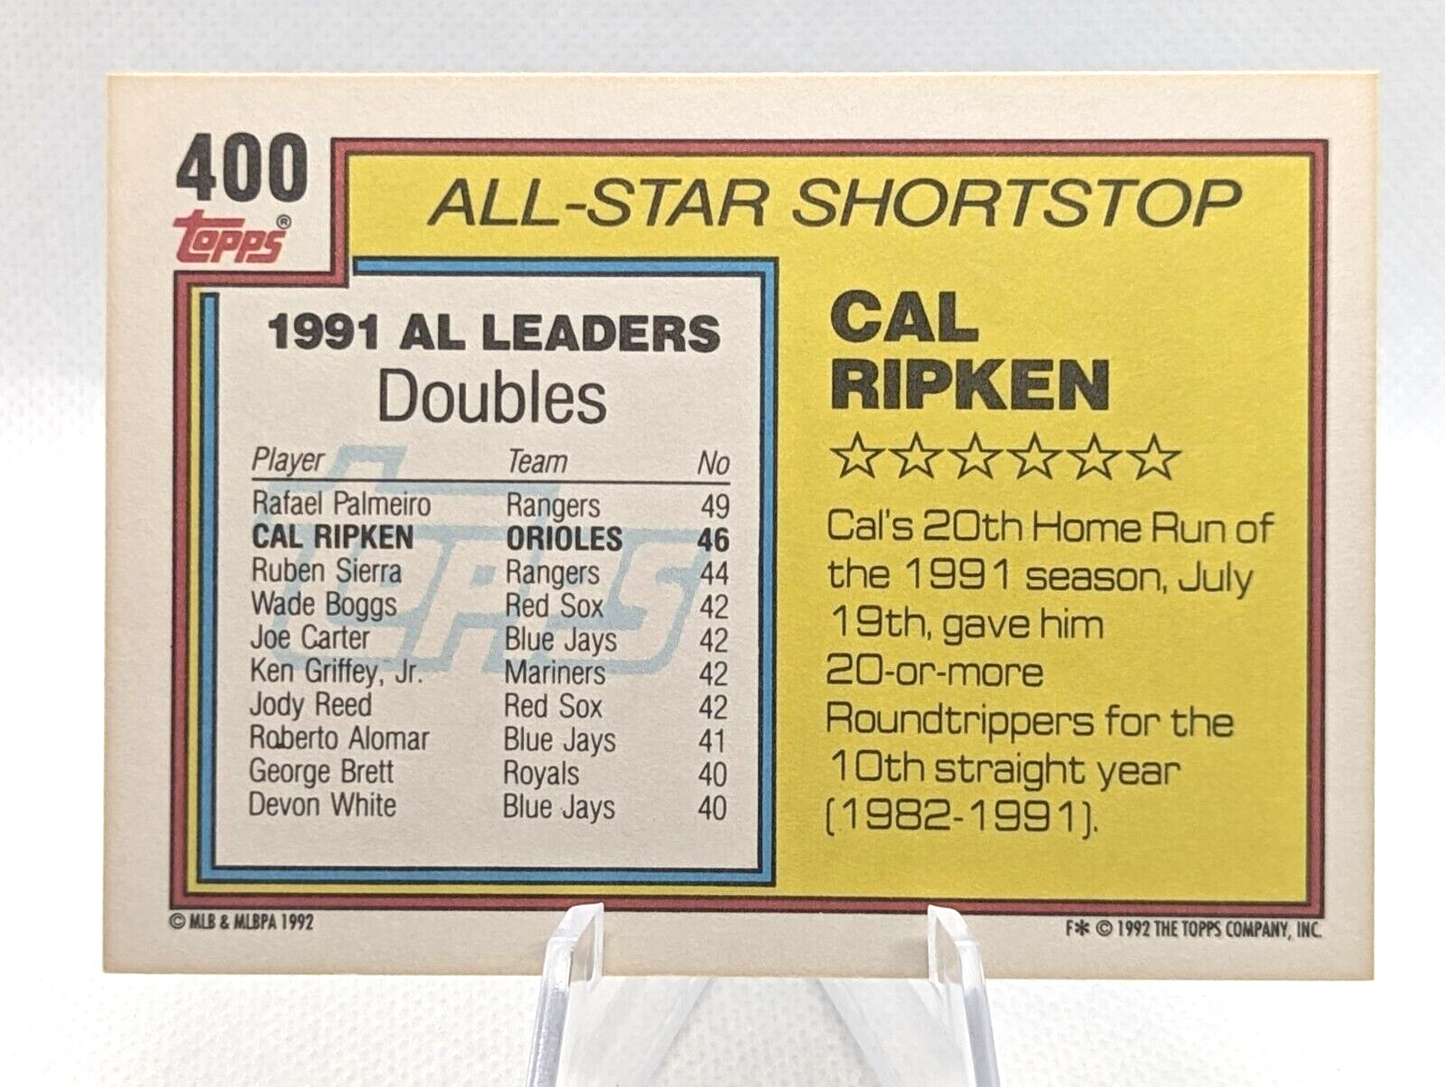 400
topps®
ALL-STAR SHORTSTOP
1991 AL LEADERS
Doubles
Player Team No
Rafael Palmeiro Rangers 49
CAL RIPKEN ORIOLES 46
Ruben Sierra Rangers 44
Wade Boggs Red Sox 42
Joe Carter Blue Jays 42
Ken Griffey, Jr. Mariners 42
Jody Reed Red Sox 42
Roberto Alomar Blue Jays 41
George Brett Royals 40
Devon White Blue Jays 40
topps
CAL
RIPKEN
☆☆☆☆☆☆
Cal's 20th Home Run of
the 1991 season, July
19th, gave him
20-or-more
Roundtrippers for the
10th straight year
(1982-1991).
© MLB & MLBPA 1992
F* © 1992 THE TOPPS COMPANY, INC.